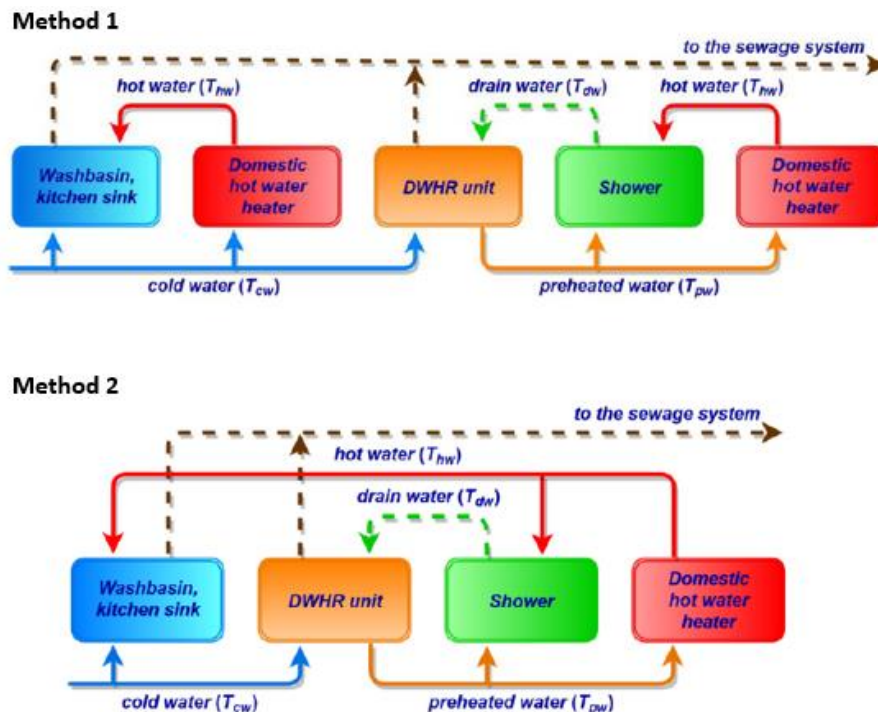 Method 1
to the sewage system
hot water (Thw)
drain water (Tdw)
hot water (Thw)
Washbasin,
kitchen sink
Domestic
hot water
heater
DWHR unit
Shower
Domestic
hot water
heater
cold water (Tcw)
preheated water (Tpw)
Method 2
to the sewage system
hot water (Thw)
drain water (Tdw)
Washbasin,
kitchen sink
DWHR unit
Shower
Domestic
hot water
heater
cold water (Tcw)
preheated water (Tpw)